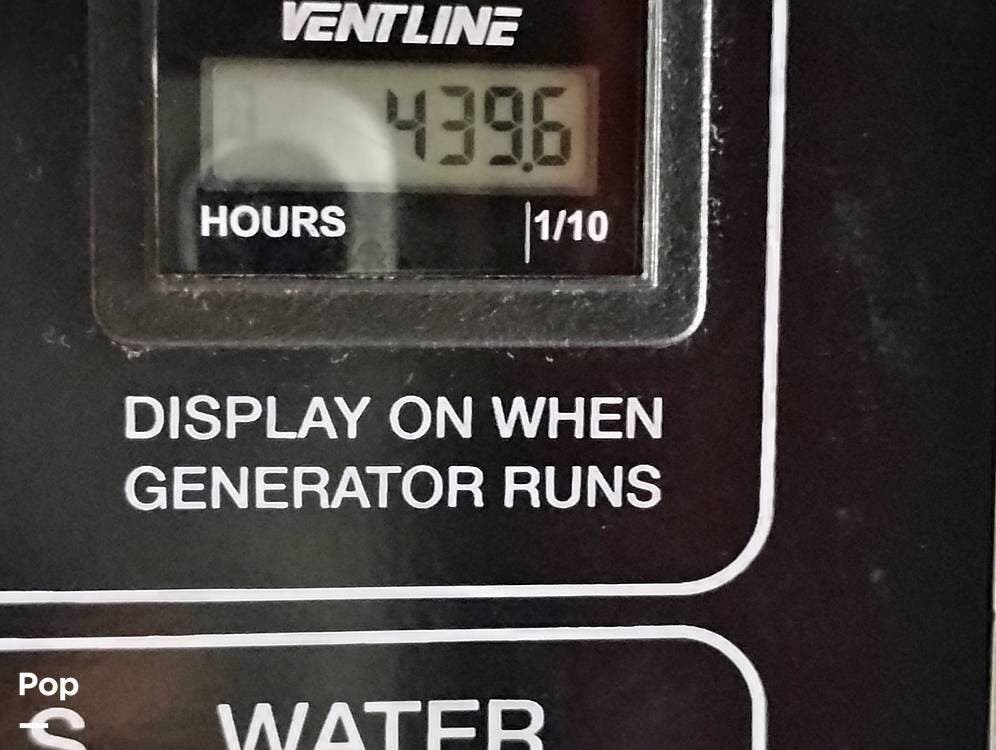 VENTLINE
439.6
HOURS |1/10
DISPLAY ON WHEN
GENERATOR RUNS
Pop
S WATER